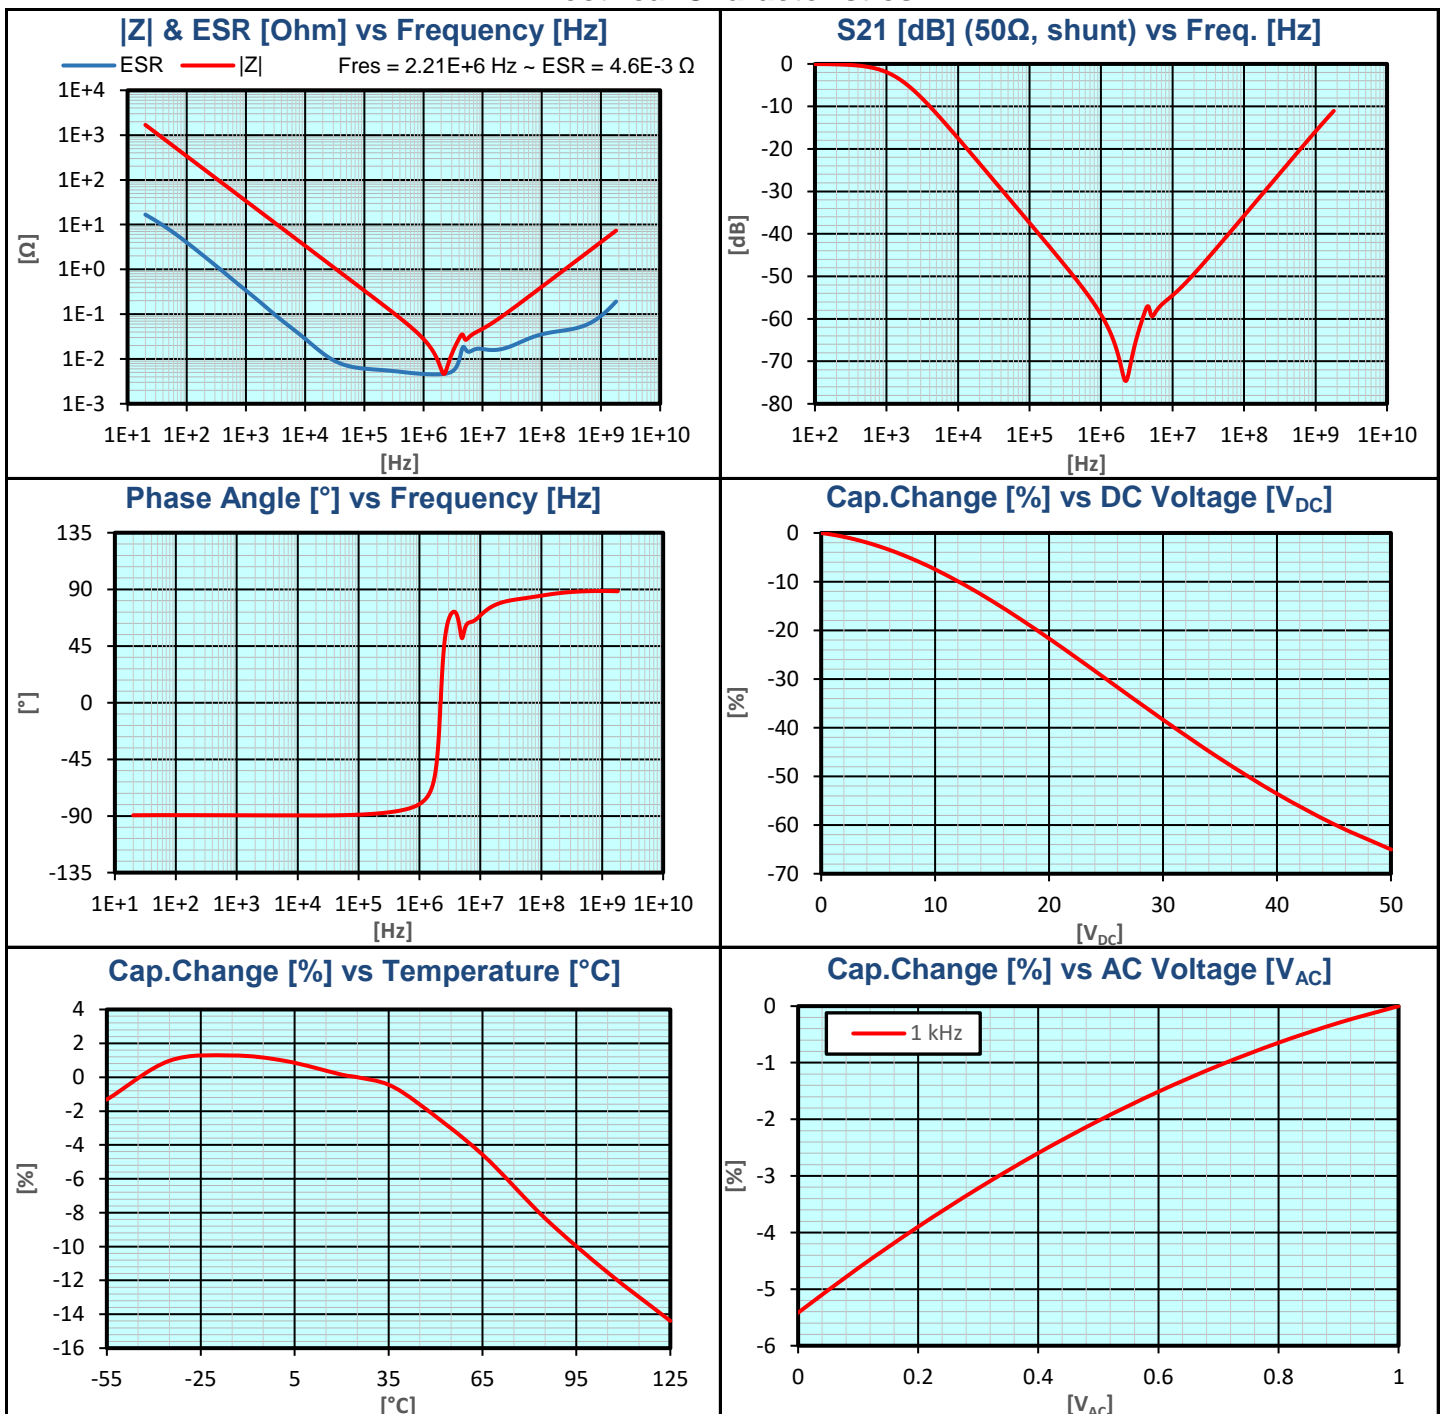 |Z| & ESR [Ohm] vs Frequency [Hz]
ESR |Z| Fres = 2.21E+6 Hz ~ ESR = 4.6E-3 Ω
1E+4
1E+3
1E+2
1E+1
1E+0
1E-1
1E-2
1E-3
[Ω]
1E+1 1E+2 1E+3 1E+4 1E+5 1E+6 1E+7 1E+8 1E+9 1E+10
[Hz]
S21 [dB] (50Ω, shunt) vs Freq. [Hz]
0
-10
-20
-30
-40
-50
-60
-70
-80
[dB]
1E+2 1E+3 1E+4 1E+5 1E+6 1E+7 1E+8 1E+9 1E+10
[Hz]
Phase Angle [°] vs Frequency [Hz]
135
90
45
0
-45
-90
-135
[°]
1E+1 1E+2 1E+3 1E+4 1E+5 1E+6 1E+7 1E+8 1E+9 1E+10
[Hz]
Cap.Change [%] vs DC Voltage [VDC]
0
-10
-20
-30
-40
-50
-60
-70
[%]
0 10 20 30 40 50
[VDC]
Cap.Change [%] vs Temperature [°C]
4
2
0
-2
-4
-6
-8
-10
-12
-14
-16
[%]
-55 -25 5 35 65 95 125
[°C]
Cap.Change [%] vs AC Voltage [VAC]
1 kHz
0
-1
-2
-3
-4
-5
-6
[%]
0 0.2 0.4 0.6 0.8 1
[VAC]